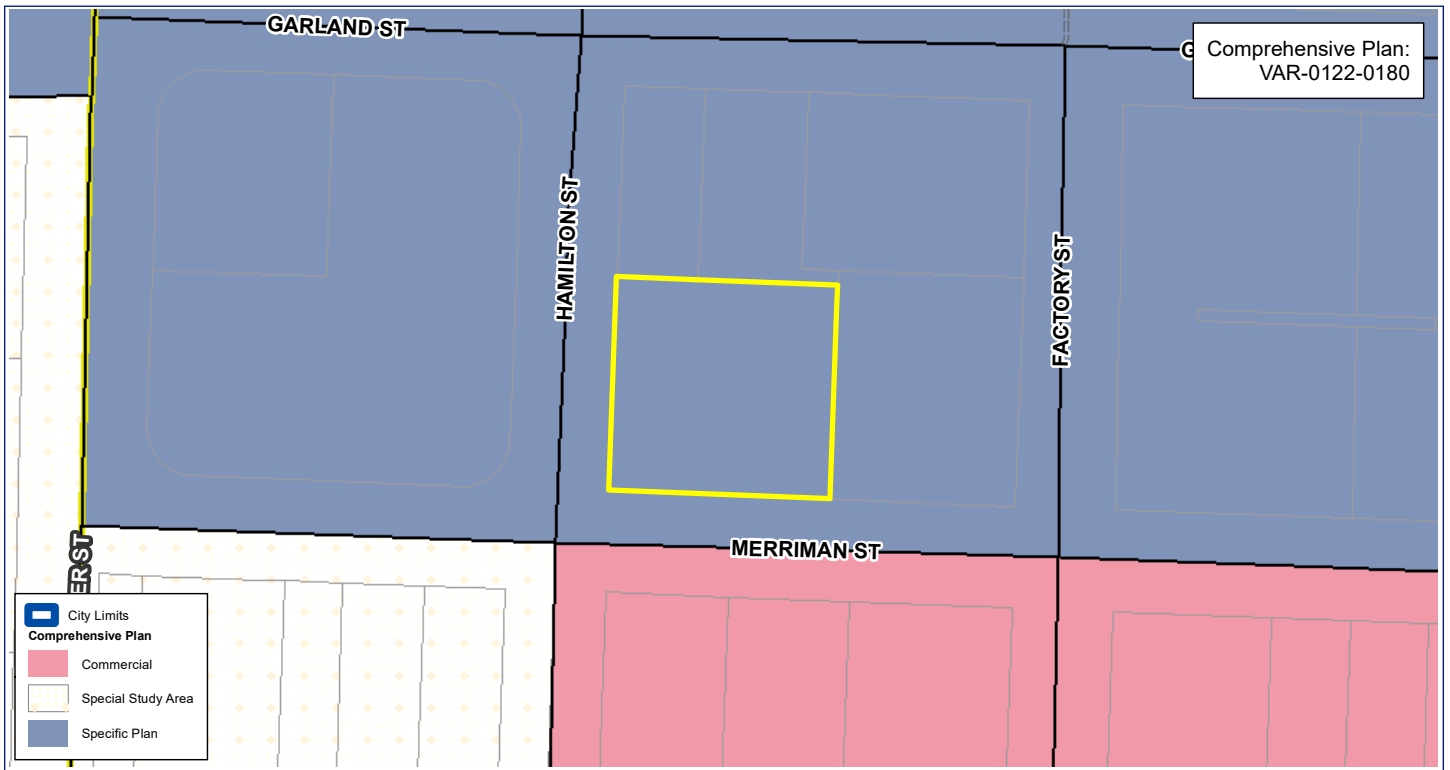 GARLAND ST
Comprehensive Plan:
VAR-0122-0180
HAMILTON ST
FACTORY ST
MERRIMAN ST
City Limits
Comprehensive Plan
Commercial
Special Study Area
Specific Plan